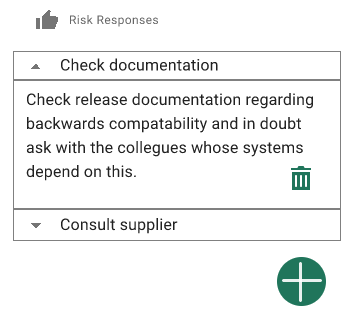 Risk Responses
Check documentation
Check release documentation regarding
backwards compatability and in doubt
ask with the collegues whose systems
depend on this.
Consult supplier